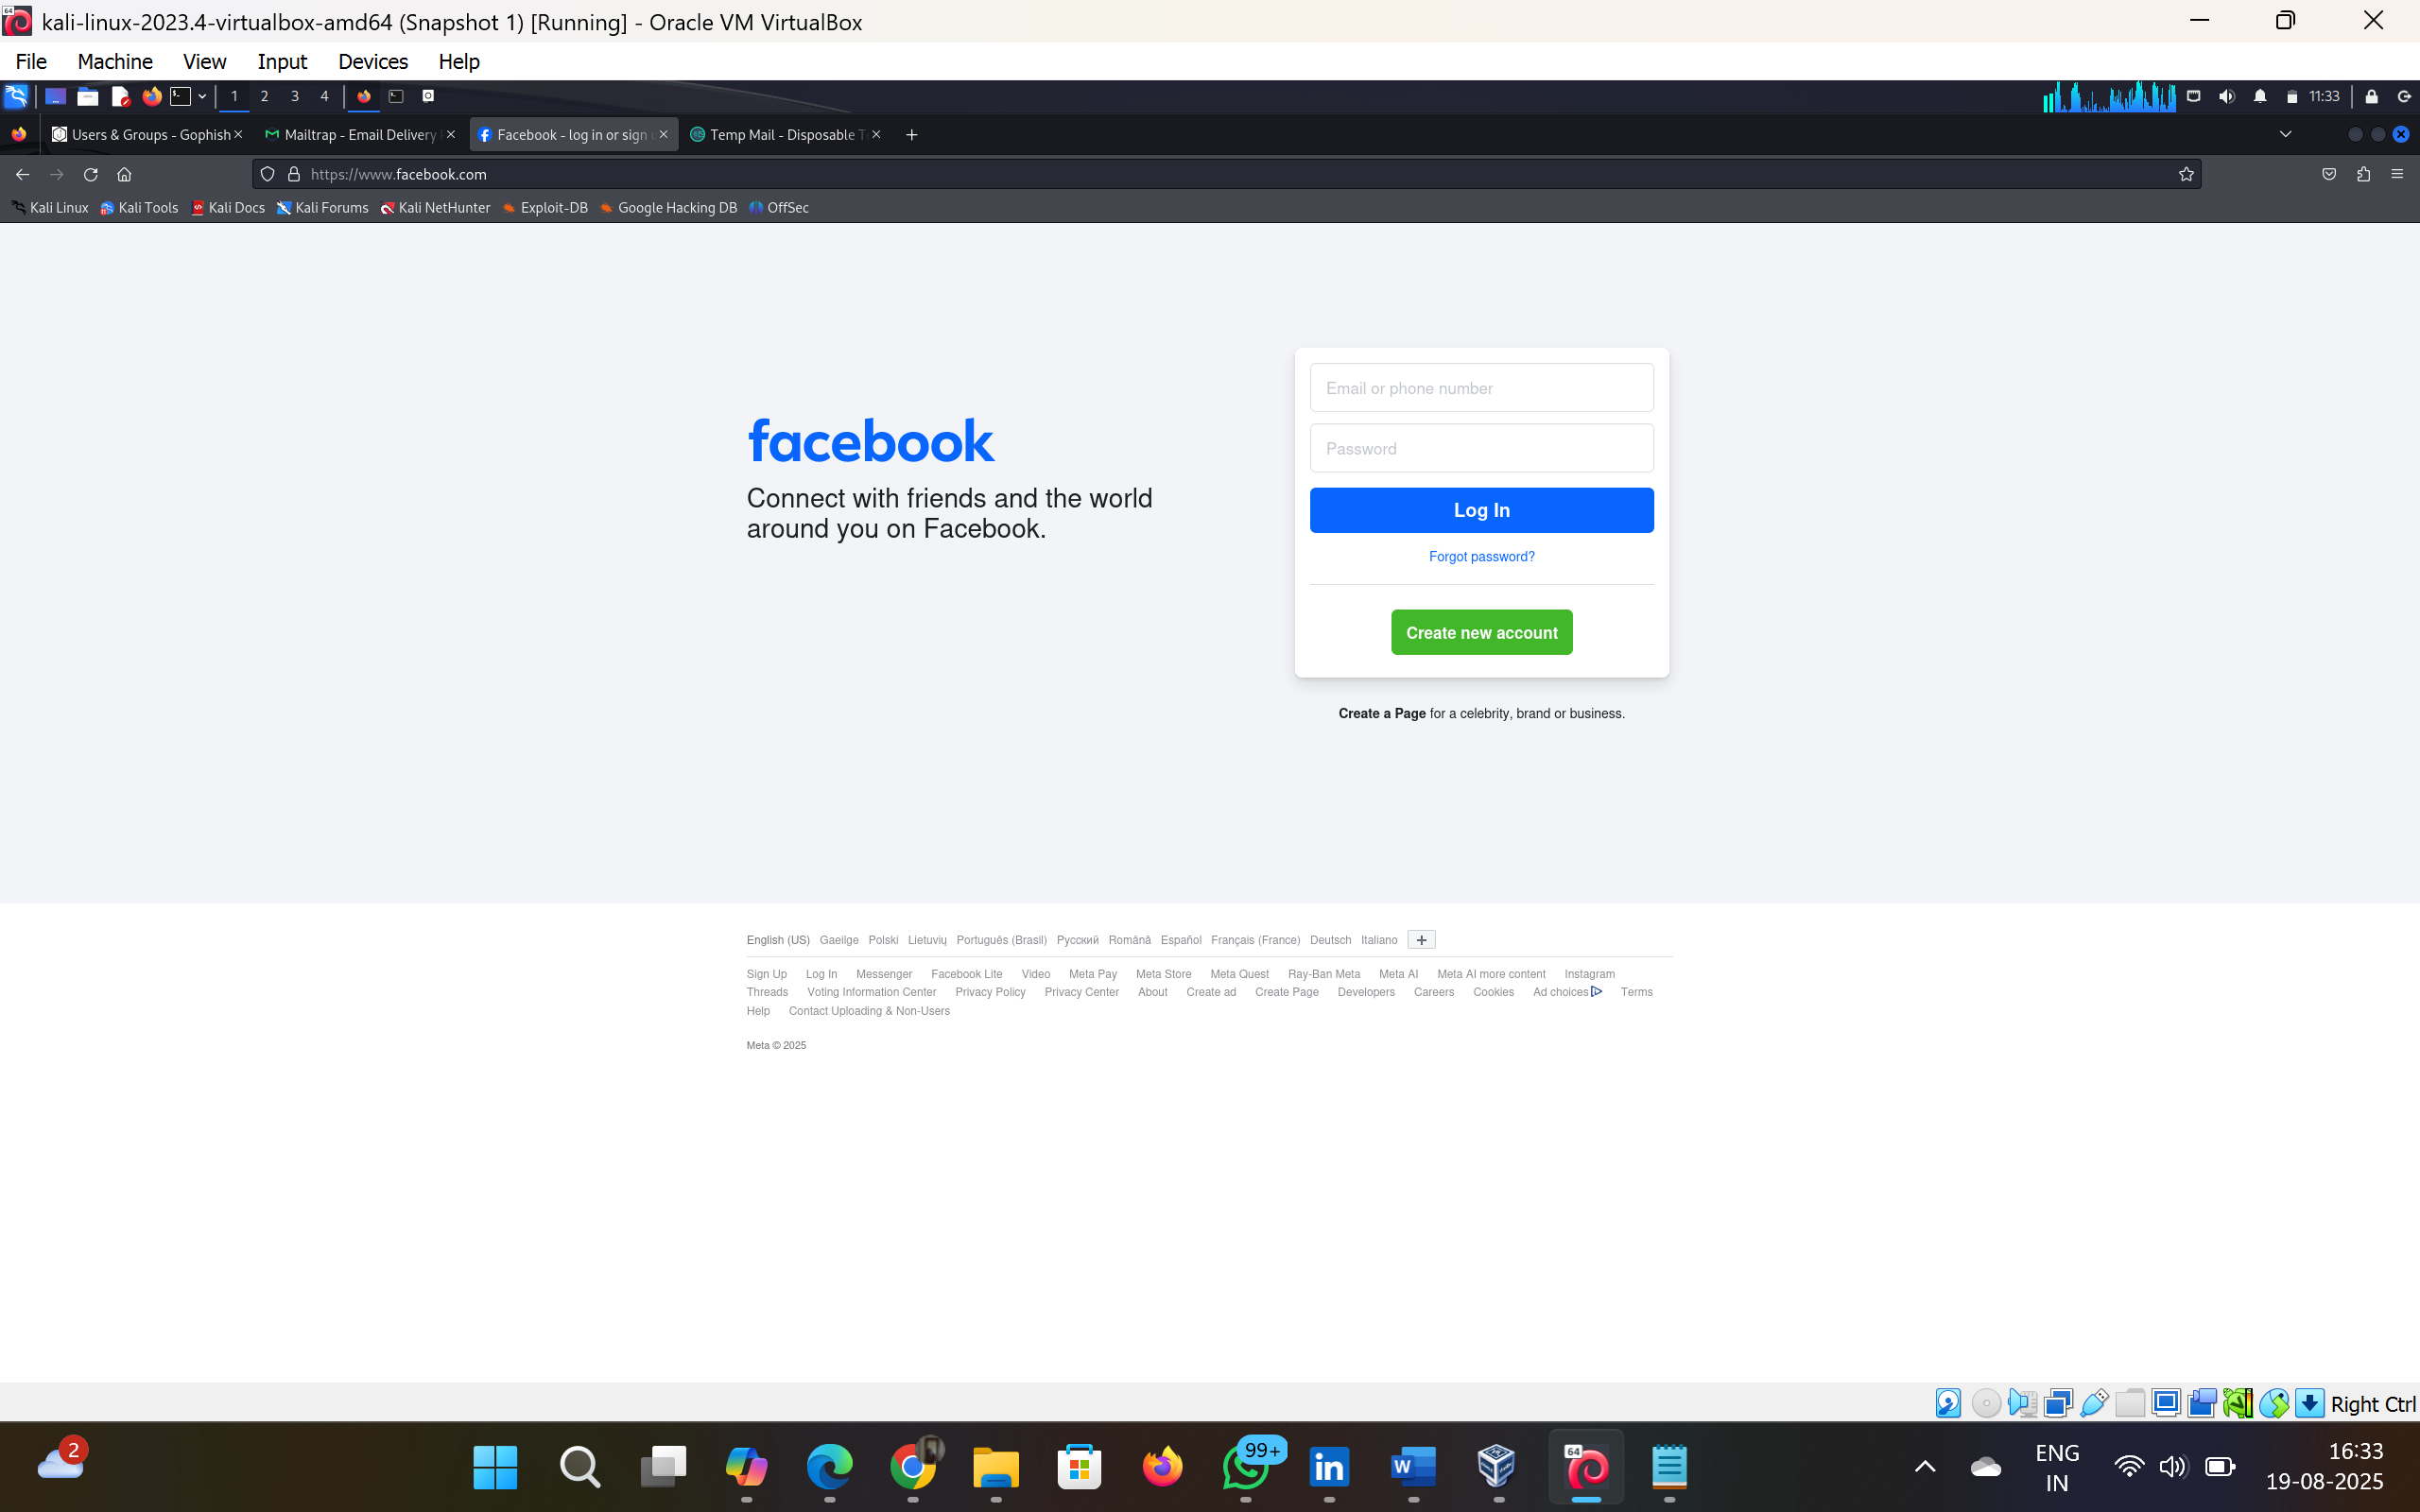 kali-linux-2023.4-virtualbox-amd64 (Snapshot 1) [Running] - Oracle VM VirtualBox
File Machine View Input Devices Help
1 2 3 4 11:33
Users & Groups - Gophish Mailtrap - Email Delivery Facebook - log in or sign Temp Mail - Disposable
https://www.facebook.com
Kali Linux Kali Tools Kali Docs Kali Forums Kali NetHunter Exploit-DB Google Hacking DB OffSec
Email or phone number
facebook
Password
Connect with friends and the world
around you on Facebook.
Log In
Forgot password?
Create new account
Create a Page for a celebrity, brand or business.
English (US) Gaeilge Polski Lietuvių Português (Brasil) Русский Română Español Français (France) Deutsch Italiano
Sign Up Log In Messenger Facebook Lite Video Meta Pay Meta Store Meta Quest Ray-Ban Meta Meta AI Meta AI more content Instagram
Threads Voting Information Center Privacy Policy Privacy Center About Create ad Create Page Developers Careers Cookies Ad choices Terms
Help Contact Uploading & Non-Users
Meta © 2025
Right Ctrl
2 99+ in W 64 ENG 16:33
IN 19-08-2025